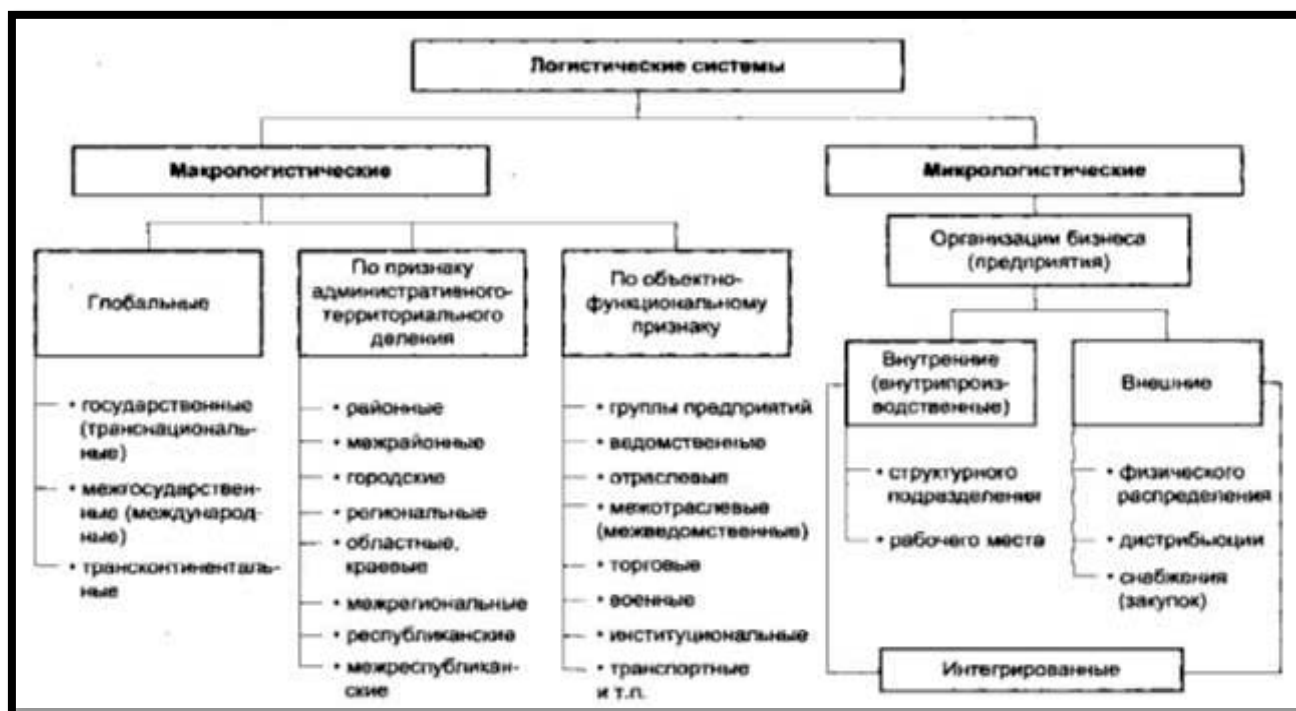 Логистические системы
Макрологистические
Микрологистические
Глобальные
• государственные
(транснациональ-
ные)
• межгосударствен-
ные (международ-
ные)
• трансконтиненталь-
ные
По признаку
административного-
территориального
деления
• районные
• межрайонные
• городские
• региональные
• областные,
краевые
• межрегиональные
• республиканские
• межреспубликан-
ские
По объектно-
функциональному
признаку
• группы предприятий
• ведомственные
• отраслевые
• межотраслевые
(межведомственные)
• торговые
• военные
• институциональные
• транспортные
и т.п.
Организации бизнеса
(предприятия)
Внутренние
(внутрипроиз-
водственные)
• структурного
подразделения
• рабочего места
Внешние
• физического
распределения
• дистрибьюции
• снабжения
(закупок)
Интегрированные